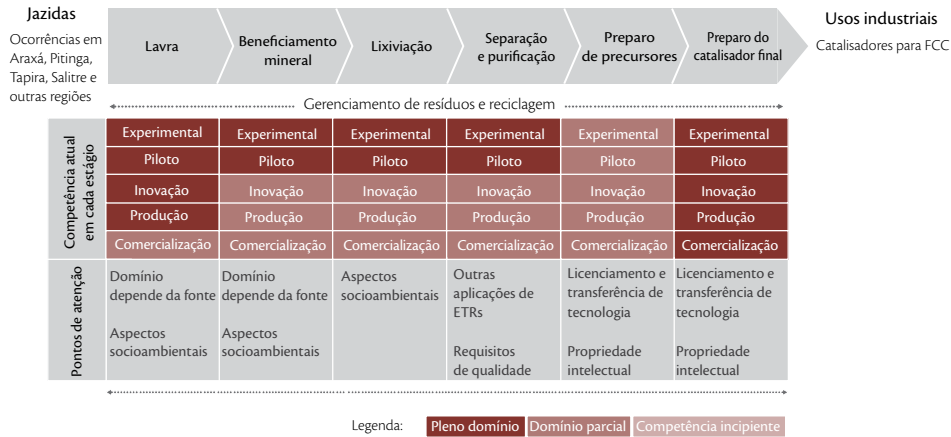 Jazidas
Ocorrências em
Araxá, Pitinga,
Tapira, Salitre e
outras regiões
Lavra
Beneficiamento
mineral
Lixiviação
Separação
e purificação
Preparo
de precursores
Preparo do
catalisador final
Usos industriais
Catalisadores para FCC
Gerenciamento de resíduos e reciclagem
Competência atual
em cada estágio
Experimental
Experimental
Experimental
Experimental
Experimental
Experimental
Piloto
Piloto
Piloto
Piloto
Piloto
Piloto
Inovação
Inovação
Inovação
Inovação
Inovação
Inovação
Produção
Produção
Produção
Produção
Produção
Produção
Comercialização
Comercialização
Comercialização
Comercialização
Comercialização
Comercialização
Pontos de atenção
Domínio
depende da fonte
Aspectos
socioambientais
Domínio
depende da fonte
Aspectos
socioambientais
Aspectos
socioambientais
Outras
aplicações de
ETRs
Requisitos
de qualidade
Licenciamento e
transferência de
tecnologia
Propriedade
intelectual
Licenciamento e
transferência de
tecnologia
Propriedade
intelectual
Legenda:
Pleno domínio
Domínio parcial
Competência incipiente